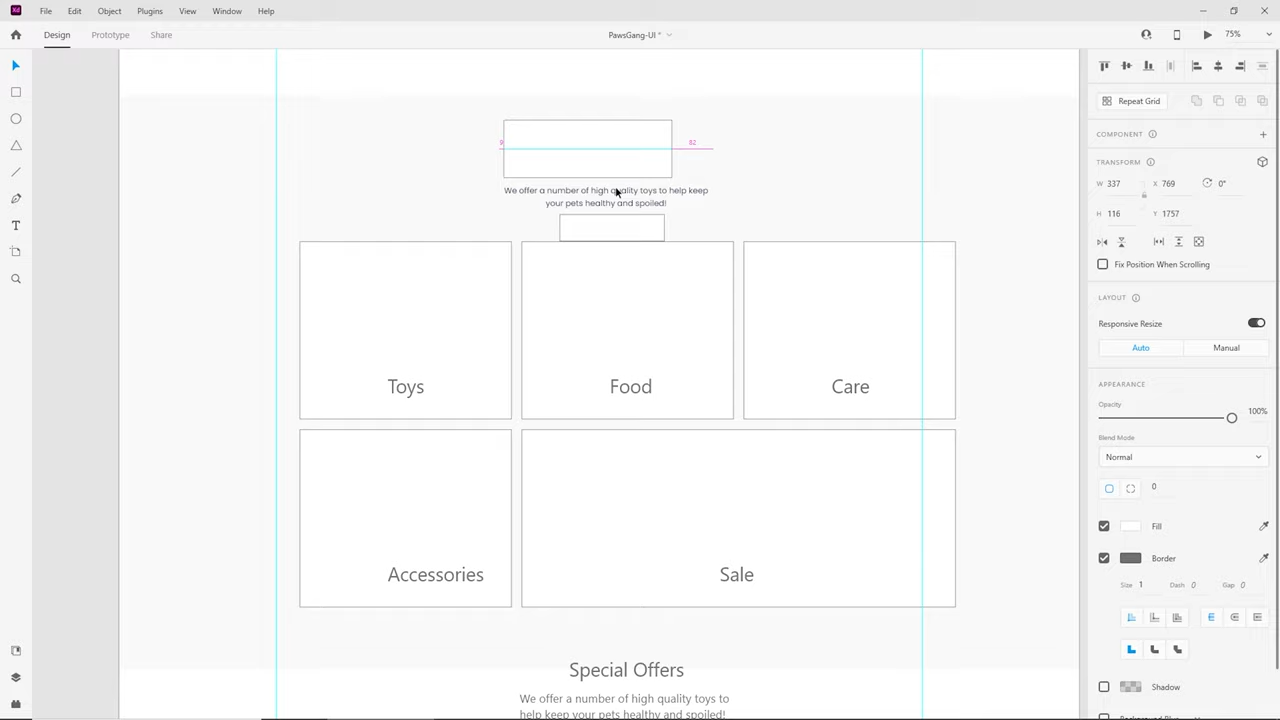 Xd File Edit Object Plugins View Window Help
Design Prototype Share PawsGang-UI * 75%
Repeat Grid
COMPONENT
TRANSFORM
W 337 X 769 0°
H 116 Y 1757
Fix Position When Scrolling
LAYOUT
Responsive Resize
Auto Manual
APPEARANCE
Opacity
100%
Blend Mode
Normal
0
Fill
Border
Size 1 Dash 0 Gap 0
Shadow
9 82
We offer a number of high quality toys to help keep
your pets healthy and spoiled!
Toys Food Care
Accessories Sale
Special Offers
We offer a number of high quality toys to
help keep your pets healthy and spoiled!